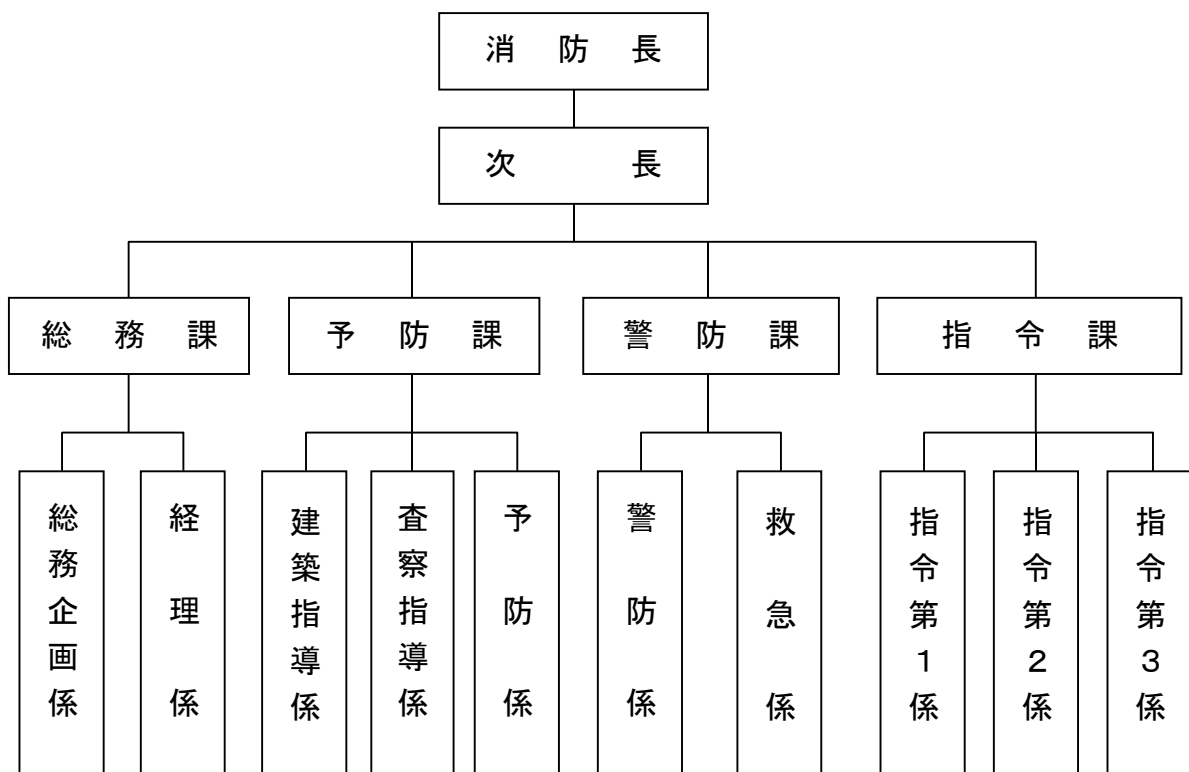 消防長
次長
総務課
予防課
警防課
指令課
総務企画係
経理係
建築指導係
査察指導係
予防係
警防係
救急係
指令第1係
指令第2係
指令第3係